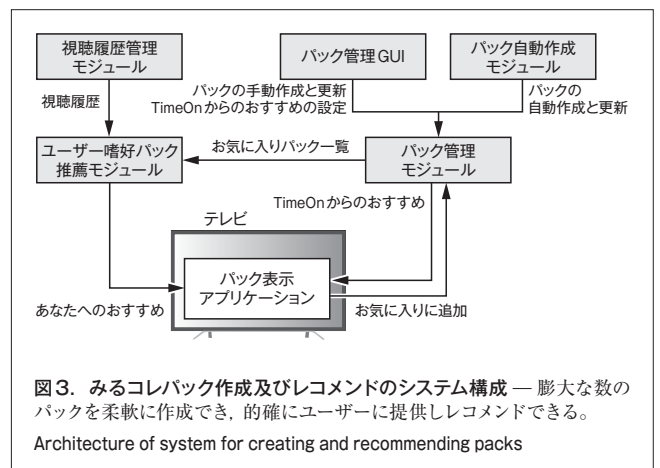 視聴履歴管理
モジュール
パック管理GUI
パック自動作成
モジュール
視聴履歴
パックの手動作成と更新
TimeOnからのおすすめの設定
パックの
自動作成と更新
ユーザー嗜好パック
推薦モジュール
お気に入りパック一覧
パック管理
モジュール
TimeOnからのおすすめ
テレビ
パック表示
アプリケーション
あなたへのおすすめ
お気に入りに追加
図3. みるコレパック作成及びレコメンドのシステム構成 — 膨大な数の
パックを柔軟に作成でき, 的確にユーザーに提供しレコメンドできる。
Architecture of system for creating and recommending packs